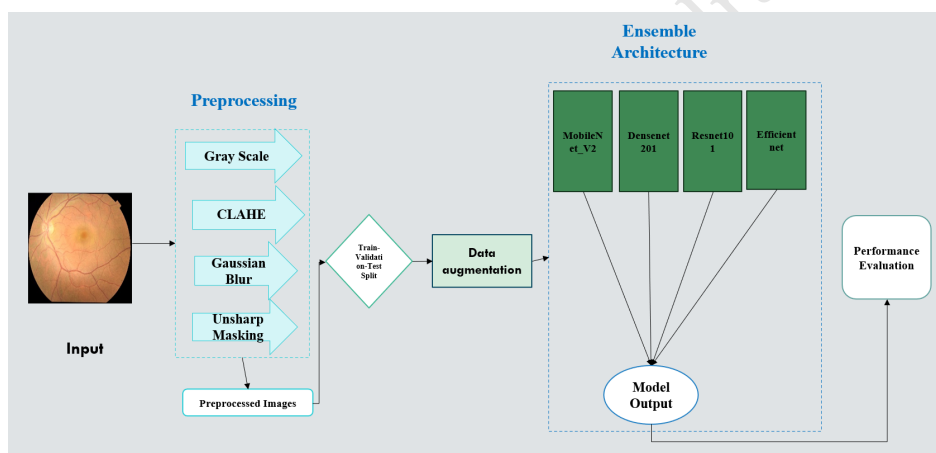 Ensemble
Architecture
Preprocessing
MobileN
et_V2
Densenet
201
Resnet10
1
Efficient
net
Gray Scale
CLAHE
Gaussian
Blur
Unsharp
Masking
Train-
Validati
on-Test
Split
Data
augmentation
Performance
Evaluation
Input
Preprocessed Images
Model
Output